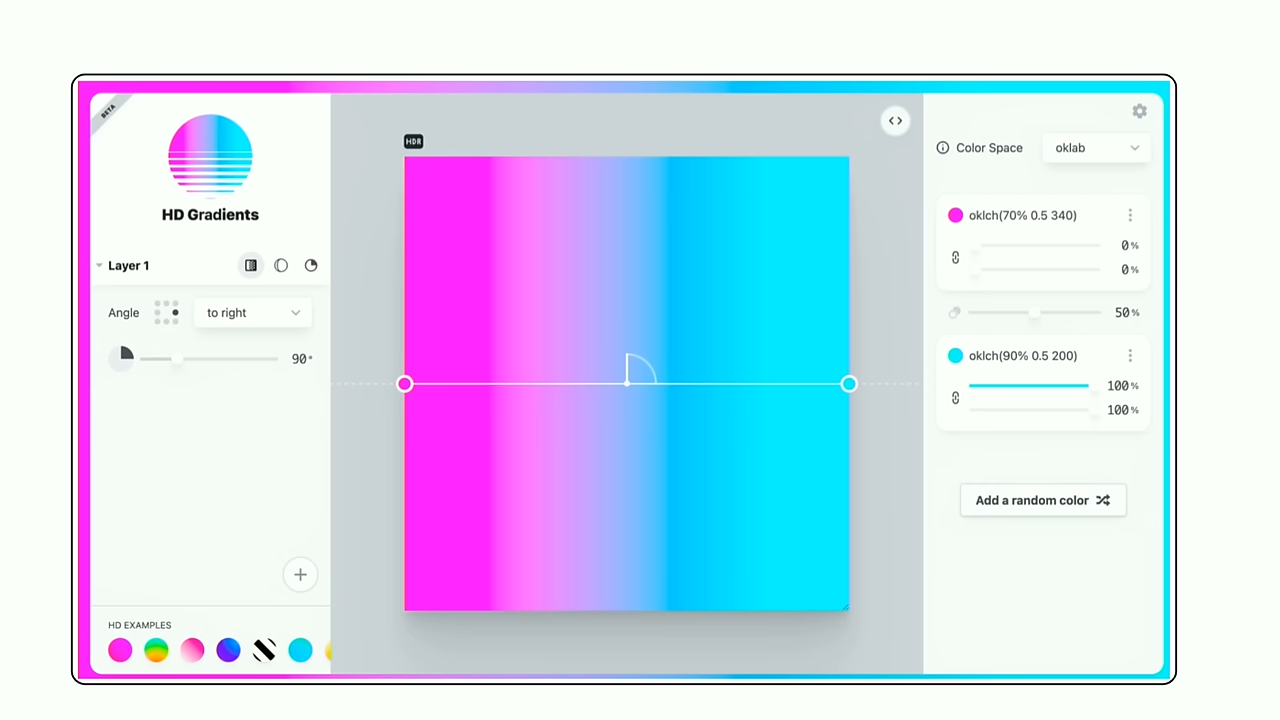 BETA
HD Gradients
Layer 1
Angle
to right
90°
HD EXAMPLES
HDR
<>
Color Space
oklab
oklch(70% 0.5 340)
0%
0%
50%
oklch(90% 0.5 200)
100%
100%
Add a random color